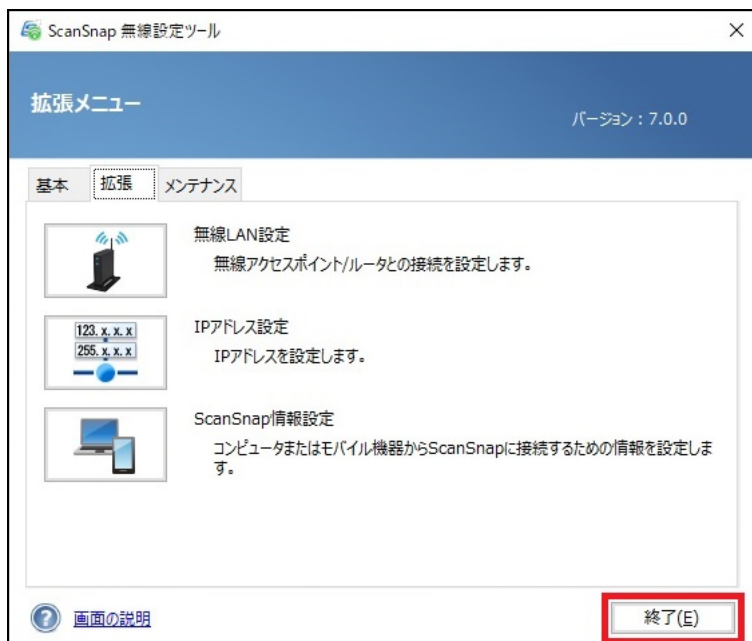 ScanSnap 無線設定ツール
拡張メニュー
バージョン : 7.0.0
基本 拡張 メンテナンス
無線LAN設定
無線アクセスポイント/ルータとの接続を設定します。
123. x. x. x
255. x. x. x
IPアドレス設定
IPアドレスを設定します。
ScanSnap情報設定
コンピュータまたはモバイル機器からScanSnapに接続するための情報を設定しま
す。
画面の説明
終了(E)